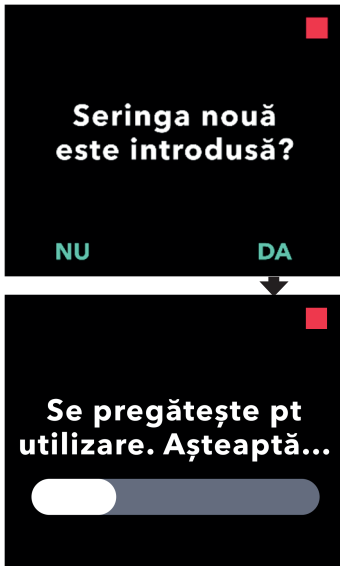 Seringa nouă
este introdusă?
NU DA
Se pregătește pt
utilizare. Așteaptă...